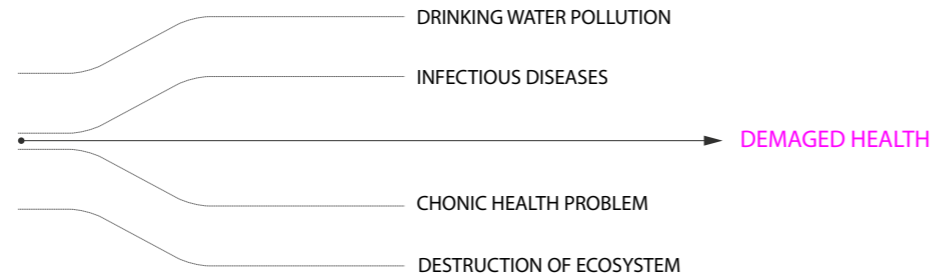 DRINKING WATER POLLUTION
INFECTIOUS DISEASES
DEMAGED HEALTH
CHONIC HEALTH PROBLEM
DESTRUCTION OF ECOSYSTEM